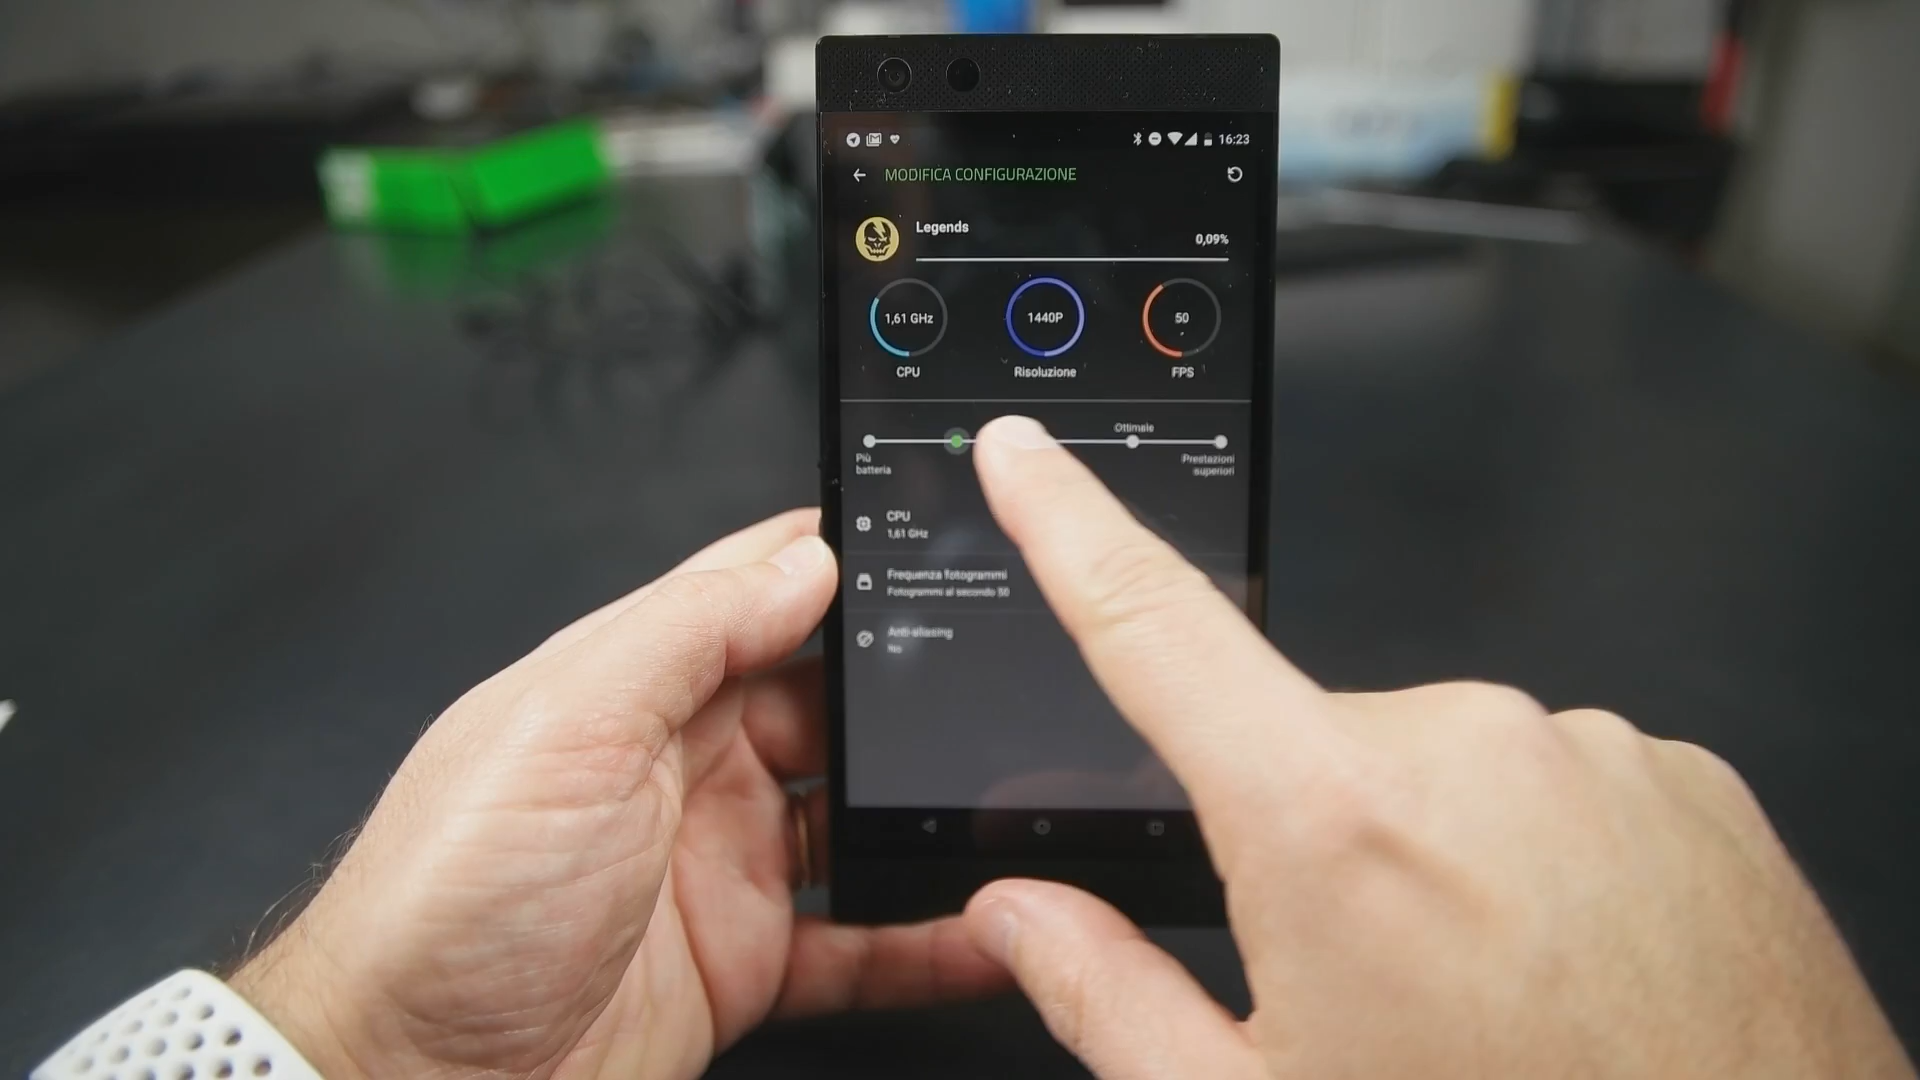 16:23
MODIFICA CONFIGURAZIONE
Legends
0,09%
1,61 GHz
1440P
50
CPU
Risoluzione
FPS
Ottimale
Più
batteria
Prestazioni
superiori
CPU
1,61 GHz
Frequenza fotogrammi
Fotogrammi al secondo 50
Anti-aliasing
No